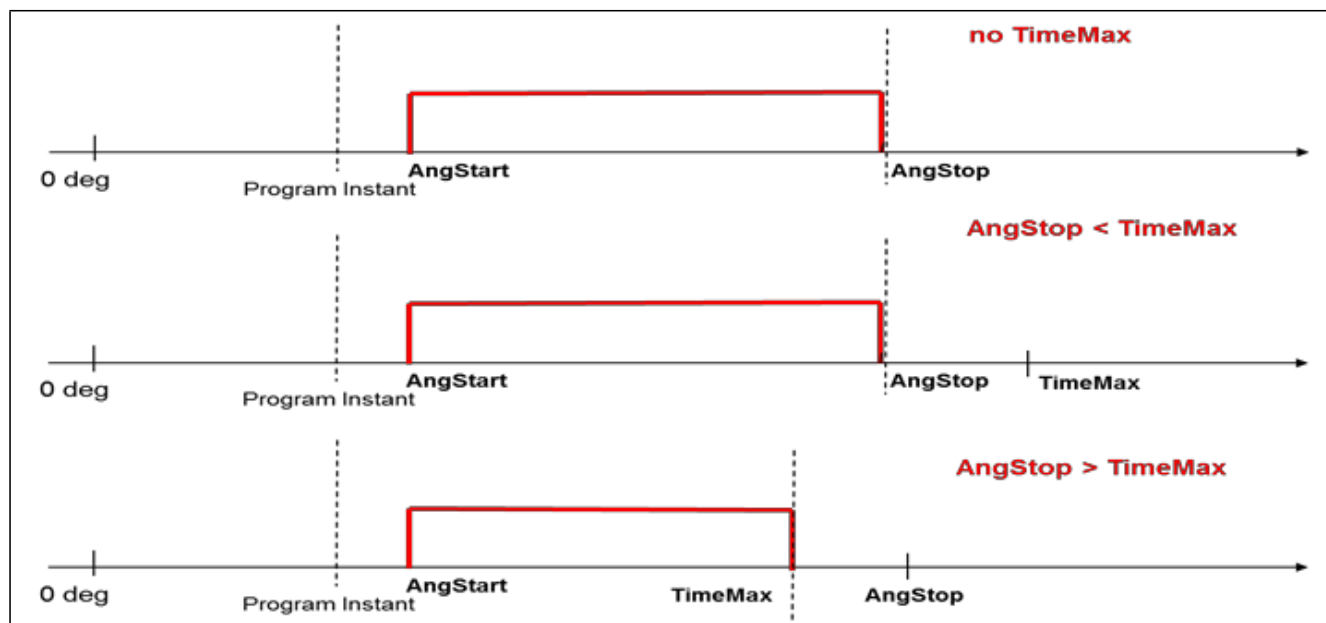 no TimeMax
0 deg
Program Instant
AngStart
AngStop
AngStop < TimeMax
0 deg
Program Instant
AngStart
AngStop
TimeMax
AngStop > TimeMax
0 deg
Program Instant
AngStart
TimeMax
AngStop